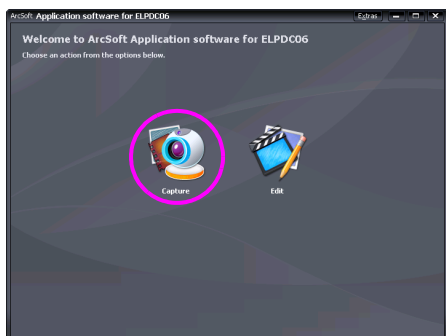 ArcSoft Application software for ELPDC06
Extras
Welcome to ArcSoft Application software for ELPDC06
Choose an action from the options below.
Capture
Edit